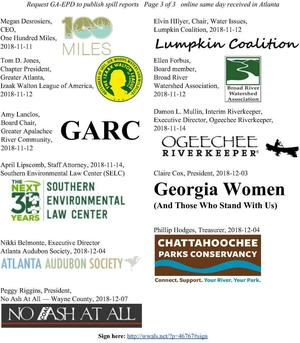 Request GA-EPD to publish spill reports Page 3 of 3 online same day received in Atlanta
Megan Desrosiers,
CEO,
One Hundred Miles,
2018-11-11
100
MILES
Tom D. Jones,
Chapter President,
Greater Atlanta,
Izaak Walton League of America,
2018-11-12
Amy Lanclos,
Board Chair,
Greater Apalachee
River Community,
2018-11-12
GARC
April Lipscomb, Staff Attorney, 2018-11-14,
Southern Environmental Law Center (SELC)
THE
NEXT
30
YEARS
SOUTHERN
ENVIRONMENTAL
LAW CENTER
Nikki Belmonte, Executive Director
Atlanta Audubon Society, 2018-12-04
ATLANTA AUDUBON SOCIETY
Peggy Riggins, President,
No Ash At All — Wayne County, 2018-12-07
NO ASH AT ALL
Elvin Hllyer, Chair, Water Issues,
Lumpkin Coalition, 2018-11-12
Lumpkin Coalition
Ellen Forbus,
Board member,
Broad River
Watershed Association,
2018-11-12
Broad River
Watershed
Association
Damon L. Mullin, Interim Riverkeeper,
Executive Director, Ogeechee Riverkeeper,
2018-11-14
OGEECHEE
RIVERKEEPER
Claire Cox, President, 2018-12-03
Georgia Women
(And Those Who Stand With Us)
Phillip Hodges, Treasurer, 2018-12-04
CHATTAHOOCHEE
PARKS CONSERVANCY
Connect. Support. Your River. Your Park.
Sign here: http://wwals.net/?p=46767#sign